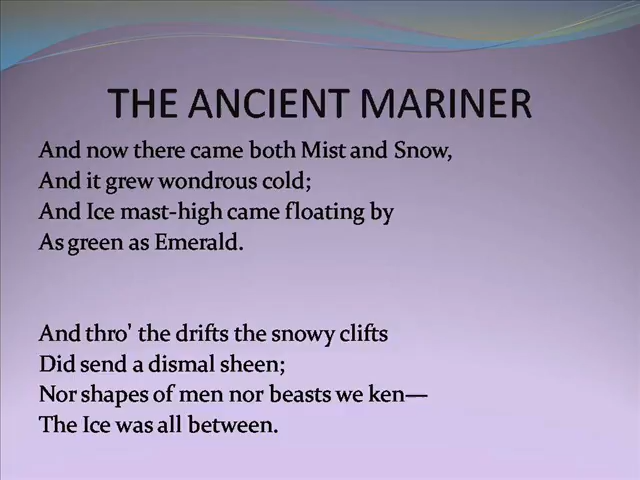 THE ANCIENT MARINER
And now there came both Mist and Snow,
And it grew wondrous cold;
And Ice mast-high came floating by
As green as Emerald.
And thro' the drifts the snowy clifts
Did send a dismal sheen;
Nor shapes of men nor beasts we ken—
The Ice was all between.